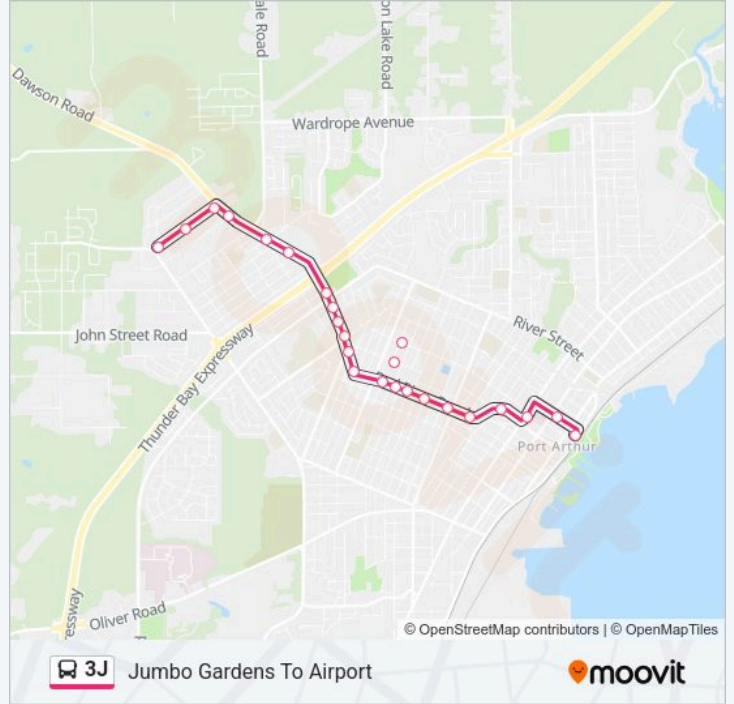 ale Road
on Lake Road
Dawson Road
Wardrope Avenue
River Street
John Street Road
Thunder Bay Expressway
Port Arthur
Oliver Road
essway
© OpenStreetMap contributors | © OpenMapTiles
3J Jumbo Gardens To Airport
moovit